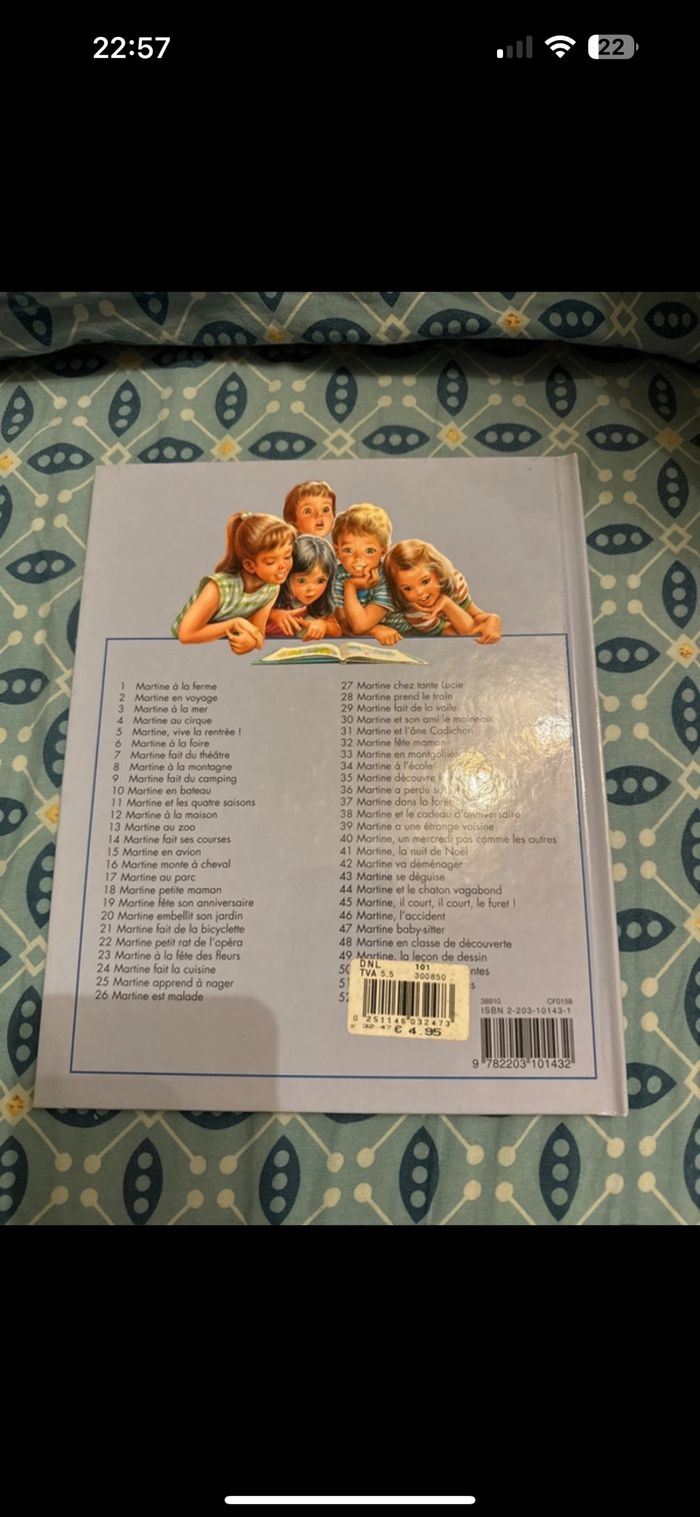 22:57
22
1 Martine à la ferme
2 Martine en voyage
3 Martine à la mer
4 Martine au cirque
5 Martine, vive la rentrée !
6 Martine à la foire
7 Martine fait du théâtre
8 Martine à la montagne
9 Martine fait du camping
10 Martine en bateau
11 Martine et les quatre saisons
12 Martine à la maison
13 Martine au zoo
14 Martine fait ses courses
15 Martine en avion
16 Martine monte à cheval
17 Martine au parc
18 Martine petite maman
19 Martine fête son anniversaire
20 Martine embellit son jardin
21 Martine fait de la bicyclette
22 Martine petit rat de l'opéra
23 Martine à la fête des fleurs
24 Martine fait la cuisine
25 Martine apprend à nager
26 Martine est malade
27 Martine chez tante Lucie
28 Martine prend le train
29 Martine fait de la voile
30 Martine et son ami le moineau
31 Martine et l'âne Cadichon
32 Martine fête maman
33 Martine en montgolfière
34 Martine à l'école
35 Martine découvre
36 Martine a perdu
37 Martine dans la forêt
38 Martine et le cadeau d'anniversaire
39 Martine a une étrange voisine
40 Martine, un mercredi pas comme les autres
41 Martine, la nuit de Noël
42 Martine va déménager
43 Martine se déguise
44 Martine et le chaton vagabond
45 Martine, il court, il court, le furet !
46 Martine, l'accident
47 Martine baby-sitter
48 Martine en classe de découverte
49 Martine, la leçon de dessin
50
51
52
DNL 101
TVA 5.5 300850
0 251146 032473
F 32.47 € 4.95
38910 CF0158
ISBN 2-203-10143-1
9 782203 101432